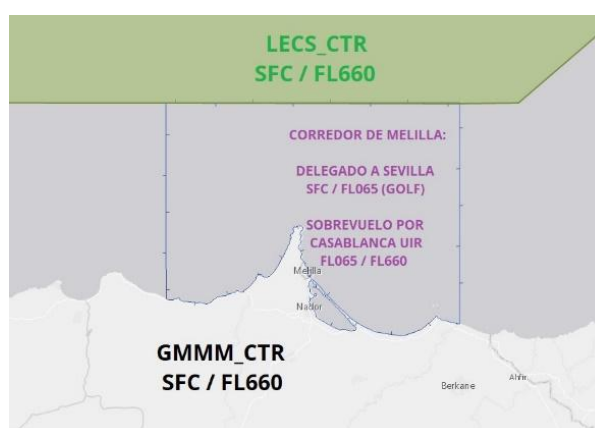 LECS_CTR
SFC / FL660
CORREDOR DE MELILLA:
DELEGADO A SEVILLA
SFC / FL065 (GOLF)
SOBREVUELO POR
CASABLANCA UIR
FL065 / FL660
Melilla
Nador
GMMM_CTR
SFC / FL660
Berkane
Ahfir